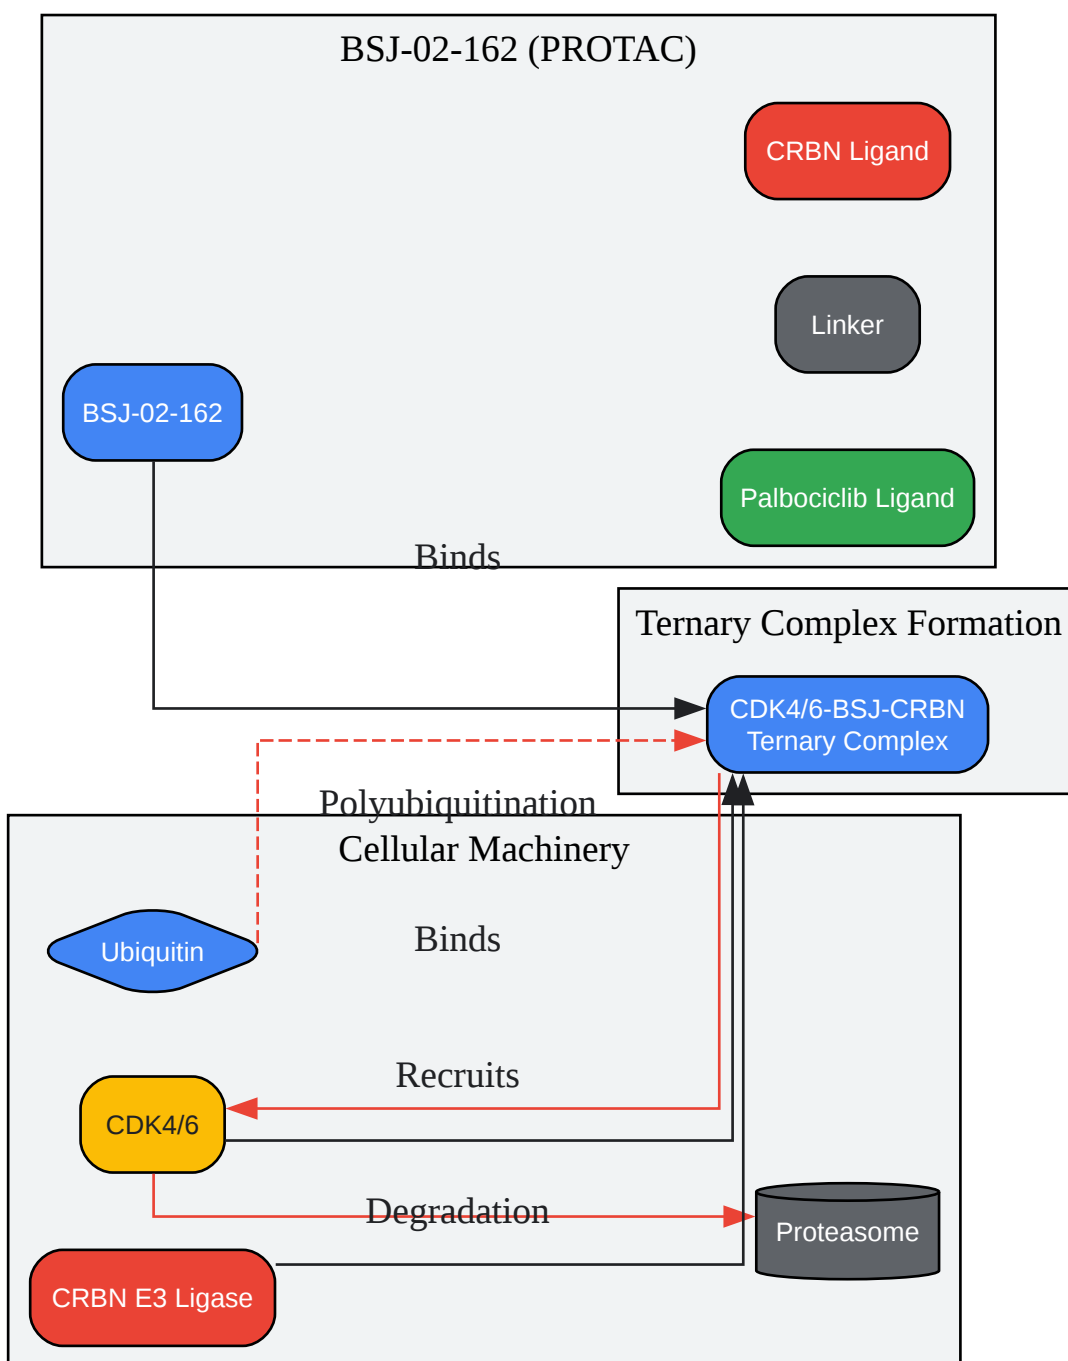 BSJ-02-162 (PROTAC)
CRBN Ligand
Linker
BSJ-02-162
Palbociclib Ligand
Binds
Ternary Complex Formation
CDK4/6-BSJ-CRBN
Ternary Complex
Polyubiquitination
Cellular Machinery
Ubiquitin
Binds
Recruits
CDK4/6
Degradation
Proteasome
CRBN E3 Ligase